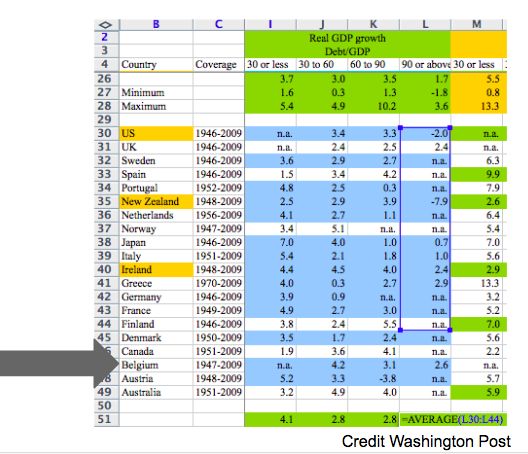 B C I J K L M
2 Real GDP growth
3 Debt/GDP
4 Country Coverage 30 or less 30 to 60 60 to 90 90 or above 30 or less
26 3.7 3.0 3.5 1.7 5.5
27 Minimum 1.6 0.3 1.3 -1.8 0.8
28 Maximum 5.4 4.9 10.2 3.6 13.3
29
30 US 1946-2009 n.a. 3.4 3.3 -2.0 n.a.
31 UK 1946-2009 n.a. 2.4 2.5 2.4 n.a.
32 Sweden 1946-2009 3.6 2.9 2.7 n.a. 6.3
33 Spain 1946-2009 1.5 3.4 4.2 n.a. 9.9
34 Portugal 1952-2009 4.8 2.5 0.3 n.a. 7.9
35 New Zealand 1948-2009 2.5 2.9 3.9 -7.9 2.6
36 Netherlands 1956-2009 4.1 2.7 1.1 n.a. 6.4
37 Norway 1947-2009 3.4 5.1 n.a. n.a. 5.4
38 Japan 1946-2009 7.0 4.0 1.0 0.7 7.0
39 Italy 1951-2009 5.4 2.1 1.8 1.0 5.6
40 Ireland 1948-2009 4.4 4.5 4.0 2.4 2.9
41 Greece 1970-2009 4.0 0.3 2.7 2.9 13.3
42 Germany 1946-2009 3.9 0.9 n.a. n.a. 3.2
43 France 1949-2009 4.9 2.7 3.0 n.a. 5.2
44 Finland 1946-2009 3.8 2.4 5.5 n.a. 7.0
45 Denmark 1950-2009 3.5 1.7 2.4 n.a. 5.6
Canada 1951-2009 1.9 3.6 4.1 n.a. 2.2
Belgium 1947-2009 n.a. 4.2 3.1 2.6 n.a.
Austria 1948-2009 5.2 3.3 -3.8 n.a. 5.7
49 Australia 1951-2009 3.2 4.9 4.0 n.a. 5.9
50
51 4.1 2.8 2.8 =AVERAGE(L30:L44)
Credit Washington Post